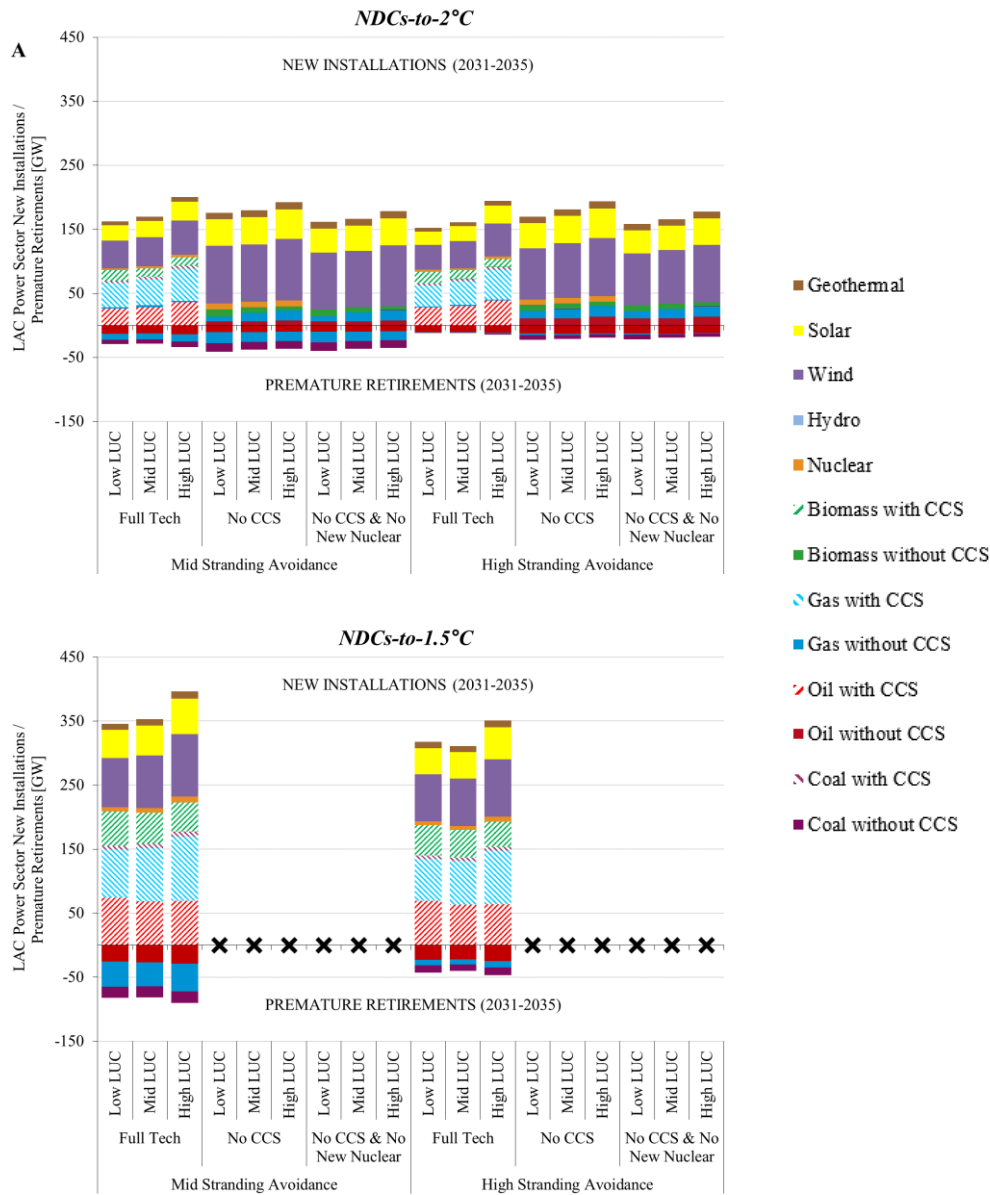 NDCs-to-2°C
A
450
350
250
150
50
-50
-150
LAC Power Sector New Installations /
Premature Retirements [GW]
NEW INSTALLATIONS (2031-2035)
PREMATURE RETIREMENTS (2031-2035)
Low LUC
Mid LUC
High LUC
Low LUC
Mid LUC
High LUC
Low LUC
Mid LUC
High LUC
Low LUC
Mid LUC
High LUC
Low LUC
Mid LUC
High LUC
Low LUC
Mid LUC
High LUC
Full Tech
No CCS
No CCS & No
New Nuclear
Full Tech
No CCS
No CCS & No
New Nuclear
Mid Stranding Avoidance
High Stranding Avoidance
Geothermal
Solar
Wind
Hydro
Nuclear
Biomass with CCS
Biomass without CCS
Gas with CCS
Gas without CCS
Oil with CCS
Oil without CCS
Coal with CCS
Coal without CCS
NDCs-to-1.5°C
450
350
250
150
50
-50
-150
LAC Power Sector New Installations /
Premature Retirements [GW]
NEW INSTALLATIONS (2031-2035)
PREMATURE RETIREMENTS (2031-2035)
Low LUC
Mid LUC
High LUC
Low LUC
Mid LUC
High LUC
Low LUC
Mid LUC
High LUC
Low LUC
Mid LUC
High LUC
Low LUC
Mid LUC
High LUC
Low LUC
Mid LUC
High LUC
Full Tech
No CCS
No CCS & No
New Nuclear
Full Tech
No CCS
No CCS & No
New Nuclear
Mid Stranding Avoidance
High Stranding Avoidance